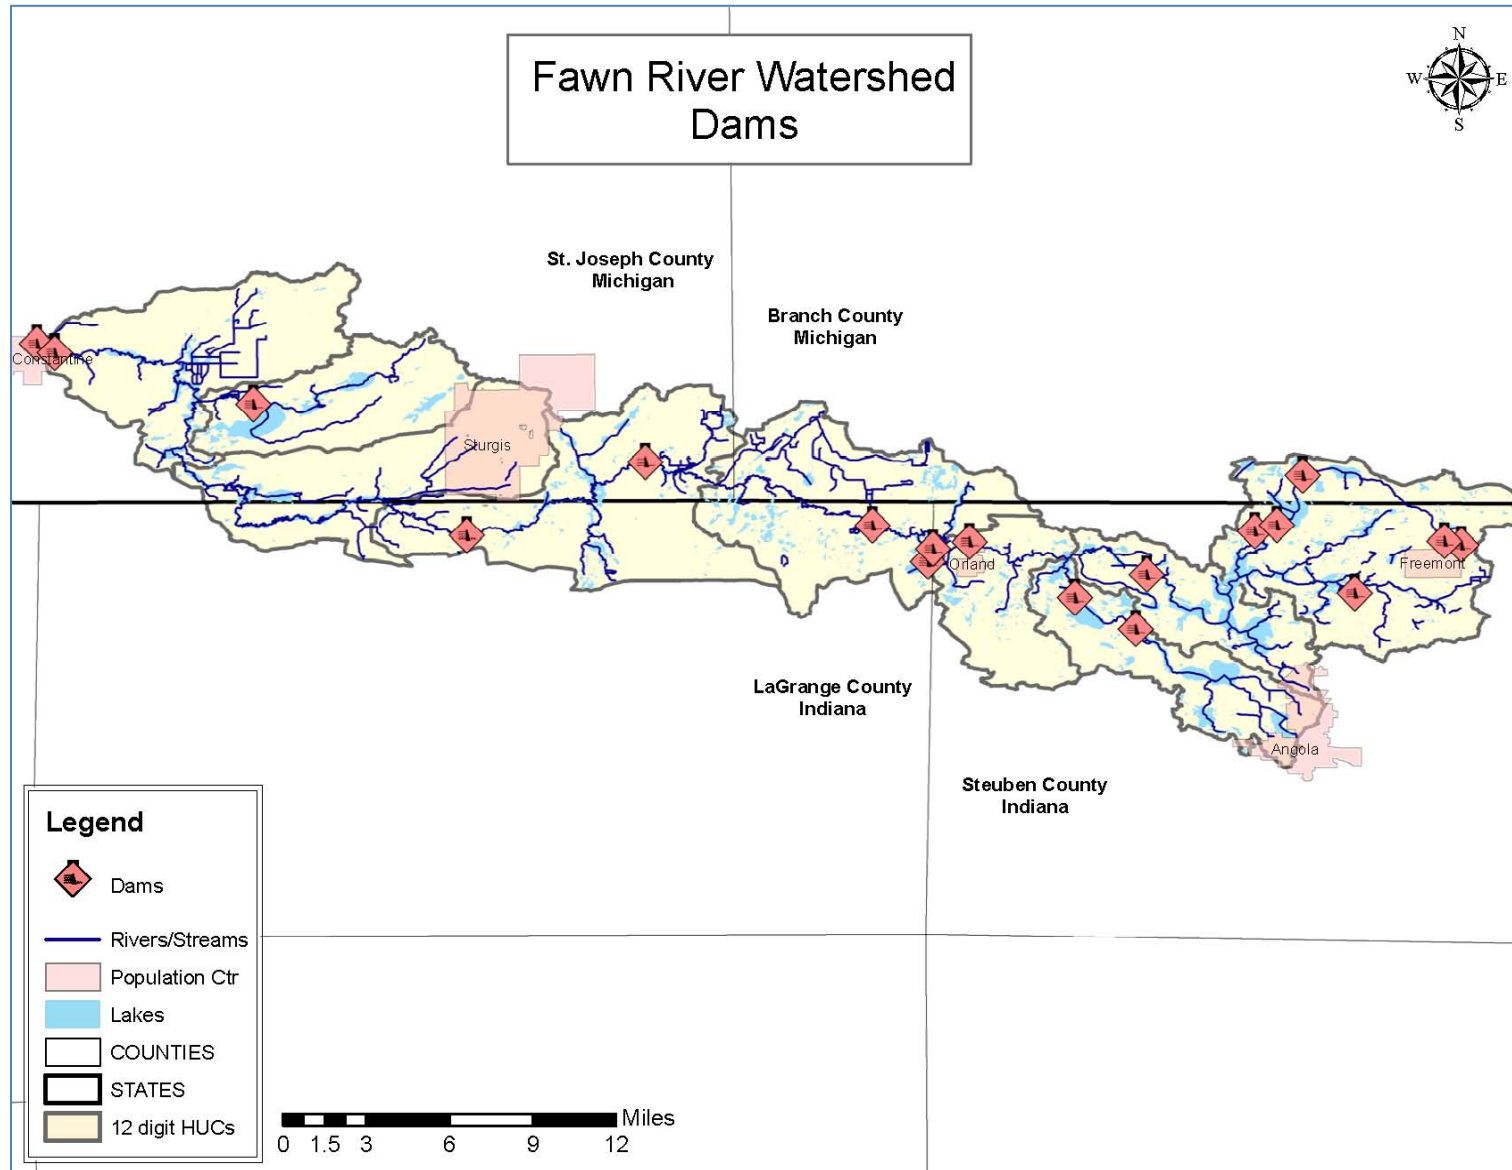 Fawn River Watershed
Dams
N
W
E
S
St. Joseph County
Michigan
Branch County
Michigan
Constantine
Sturgis
Orland
Freemont
LaGrange County
Indiana
Angola
Steuben County
Indiana
Legend
Dams
Rivers/Streams
Population Ctr
Lakes
COUNTIES
STATES
12 digit HUCs
Miles
0 1.5 3 6 9 12